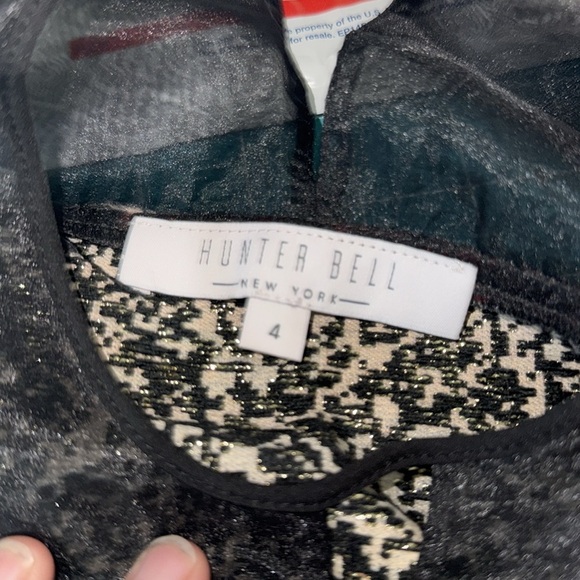 property of the U.S
for resale.
HUNTER BELL
NEW YORK
4